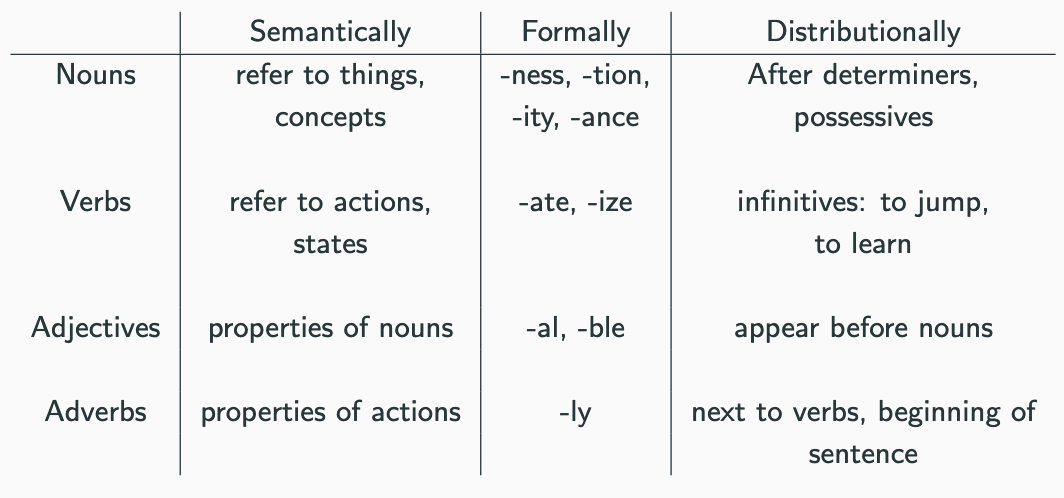 Semantically Formally Distributionally
Nouns refer to things, -ness, -tion, After determiners,
concepts -ity, -ance possessives
Verbs refer to actions, -ate, -ize infinitives: to jump,
states to learn
Adjectives properties of nouns -al, -ble appear before nouns
Adverbs properties of actions -ly next to verbs, beginning of
sentence